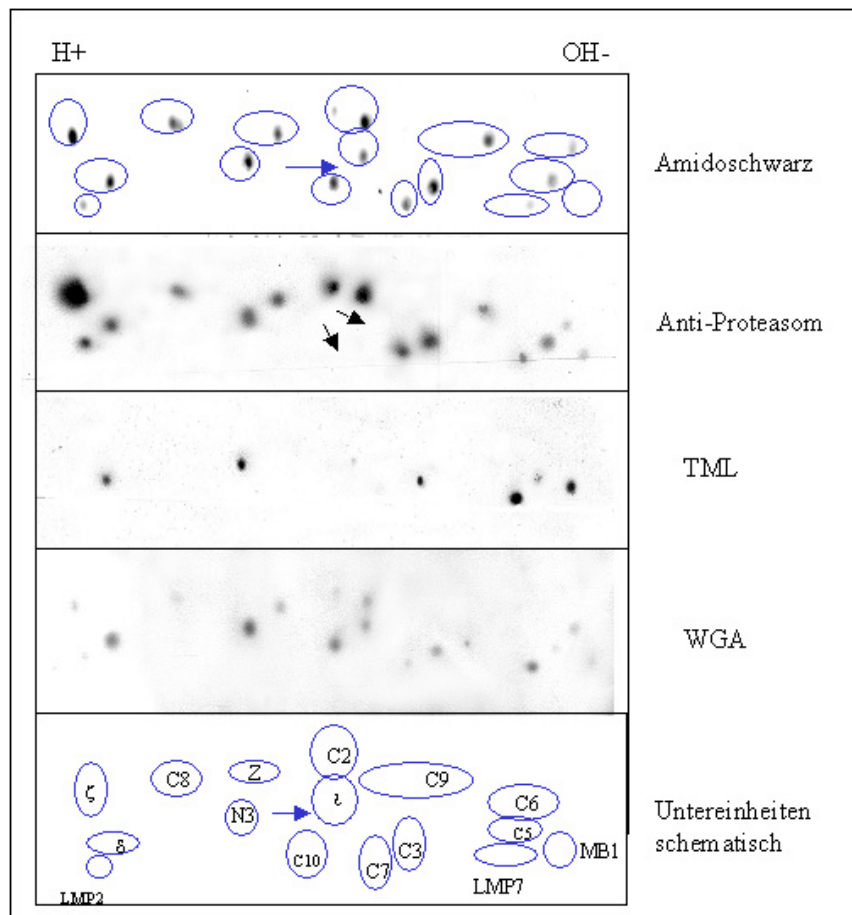 H+ OH-
Amidoschwarz
Anti-Proteasom
TML
WGA
C2
ζ C8 Z C9
N3 ι C6
δ C10 C7 C3 C5 MB1
LMP2 LMP7
Untereinheiten
schematisch